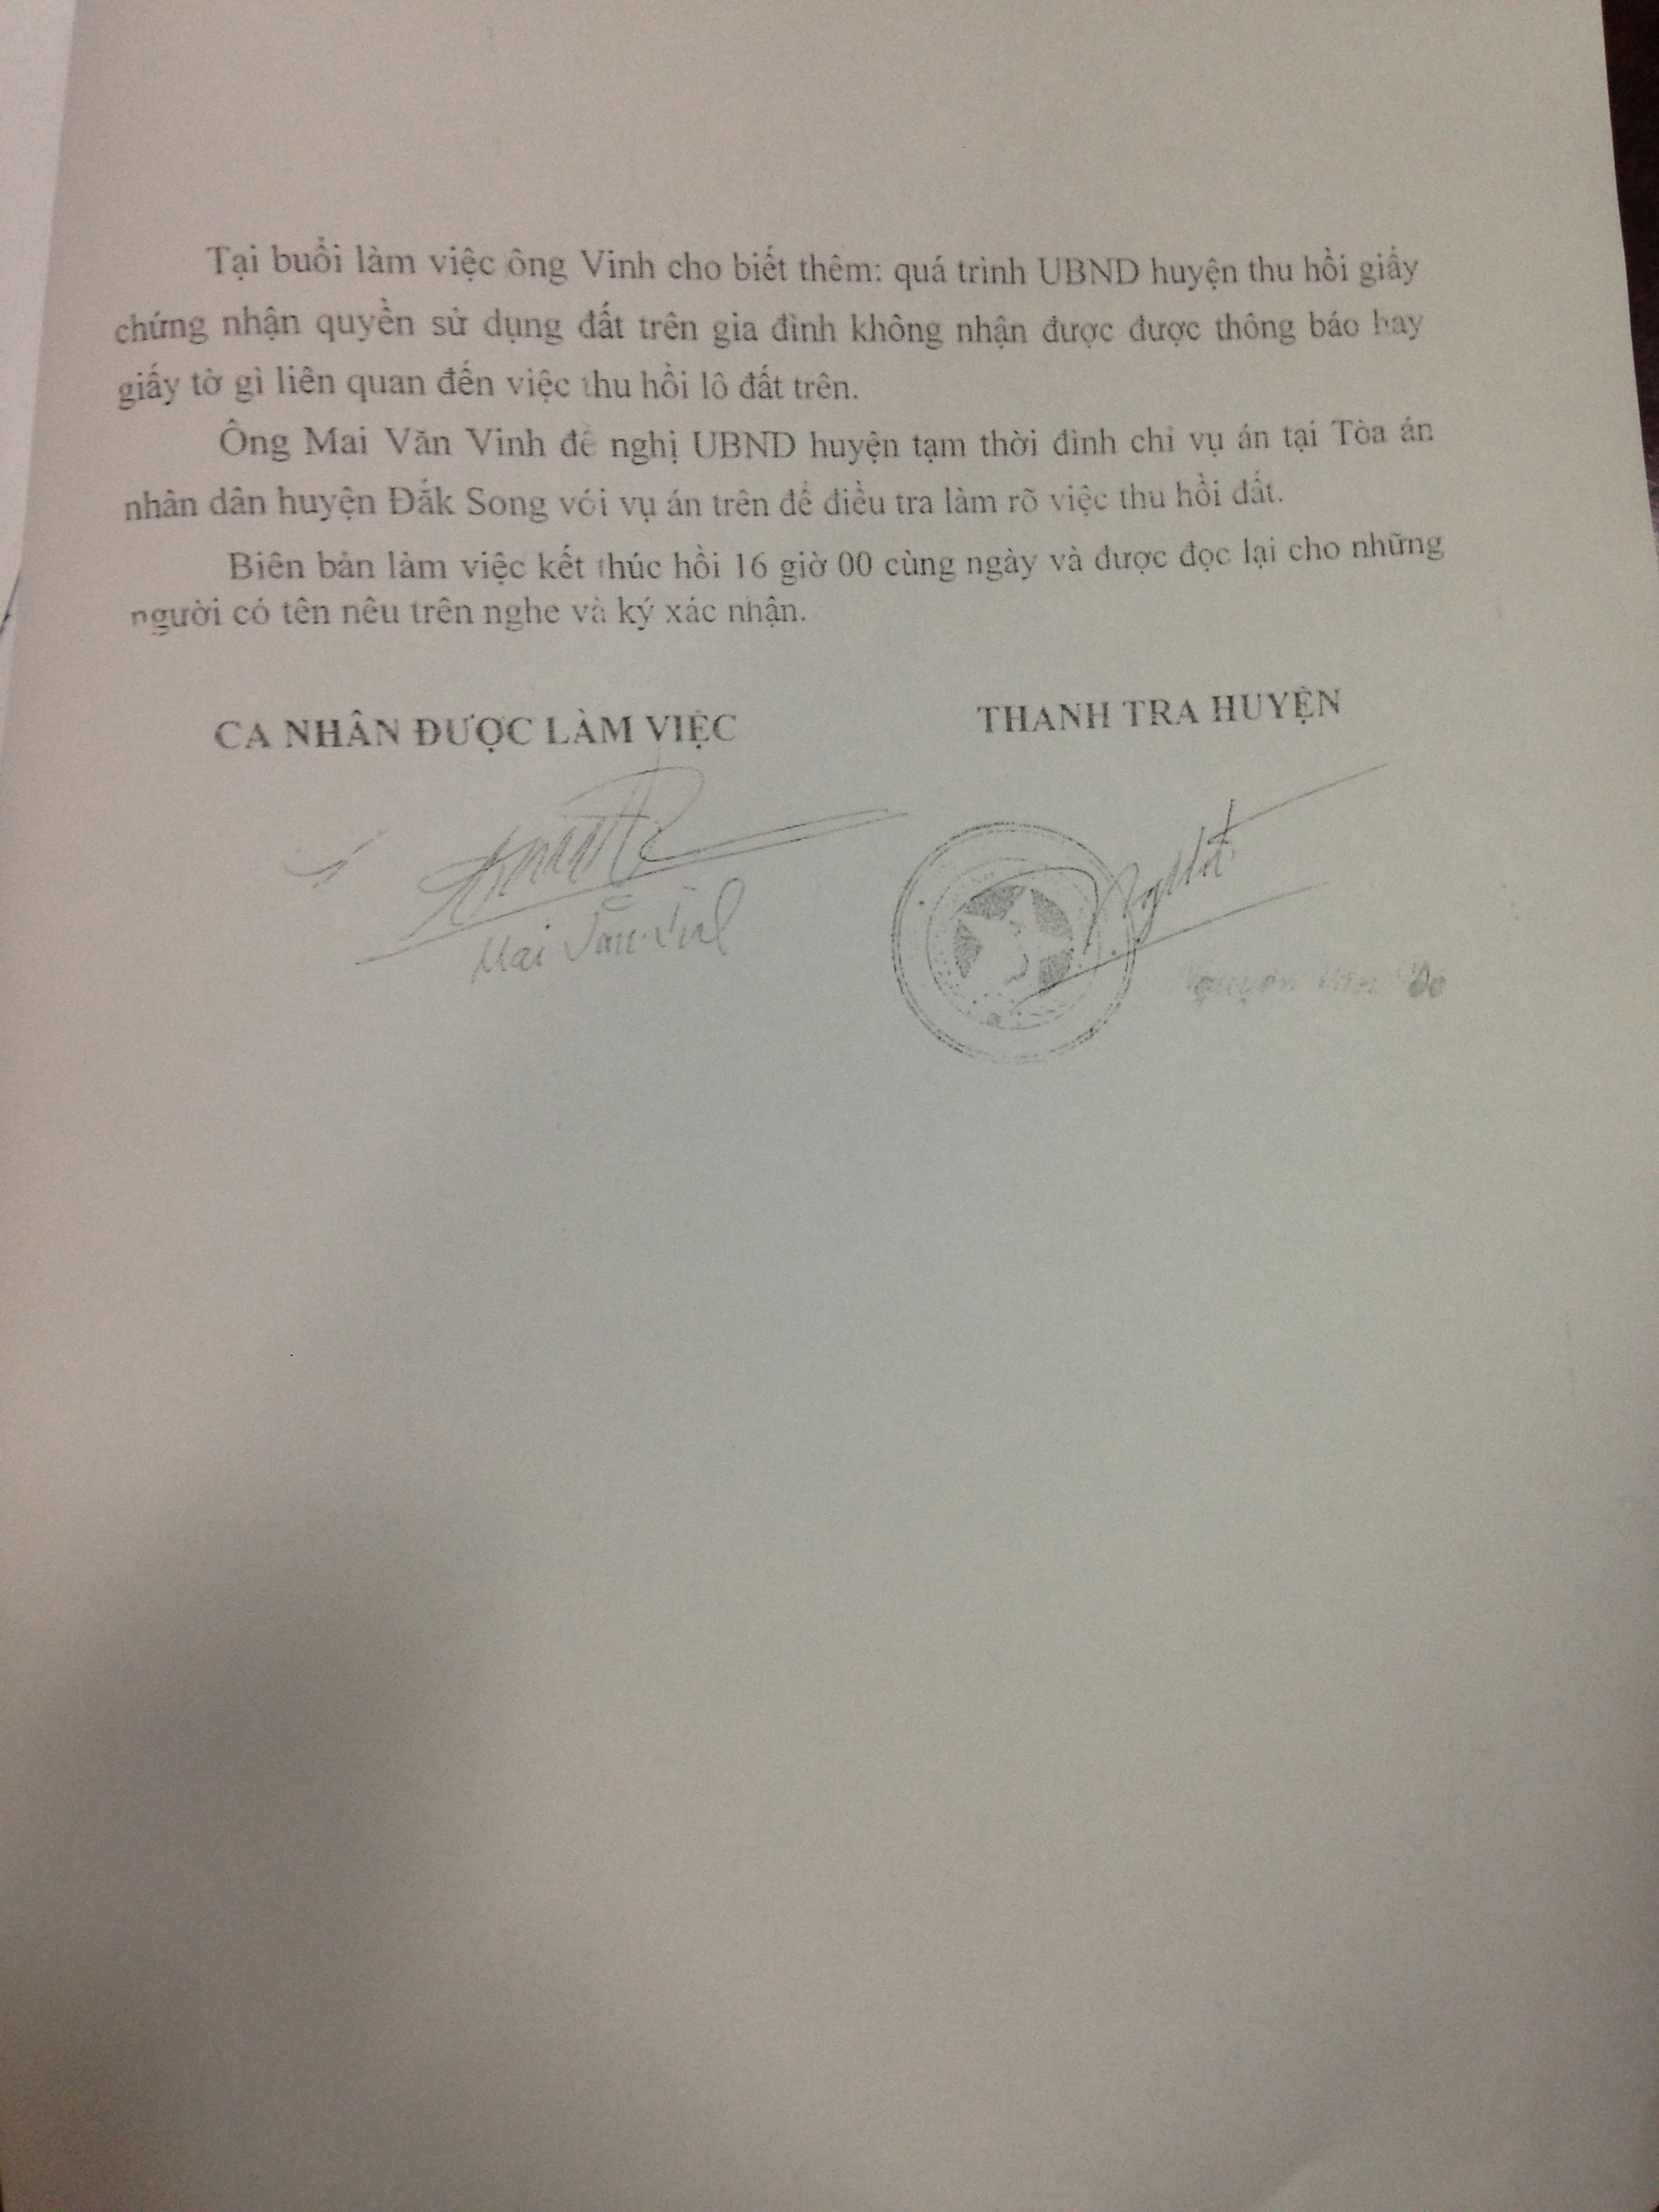 Tại buổi làm việc ông Vinh cho biết thêm: quá trình UBND huyện thu hồi giấy
chứng nhận quyền sử dụng đất trên gia đình không nhận được được thông báo hay
giấy tờ gì liên quan đến việc thu hồi lô đất trên.
Ông Mai Văn Vinh đề nghị UBND huyện tạm thời đình chỉ vụ án tại Tòa án
nhân dân huyện Đắk Song với vụ án trên để điều tra làm rõ việc thu hồi đất.
Biên bản làm việc kết thúc hồi 16 giờ 00 cùng ngày và được đọc lại cho những
người có tên nêu trên nghe và ký xác nhận.
CA NHÂN ĐƯỢC LÀM VIỆC
THANH TRA HUYỆN
Mai Văn Vinh